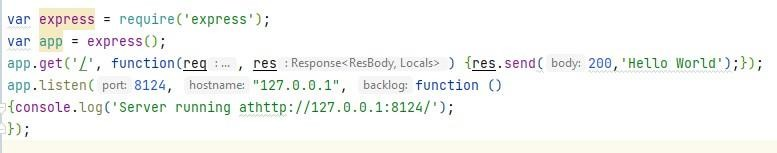 var express = require('express');
var app = express();
app.get('/', function(req : ... , res : Response<ResBody, Locals> ) {res.send( body: 200,'Hello World');});
app.listen( port: 8124, hostname: "127.0.0.1", backlog: function ()
{console.log('Server running athttp://127.0.0.1:8124/');
});